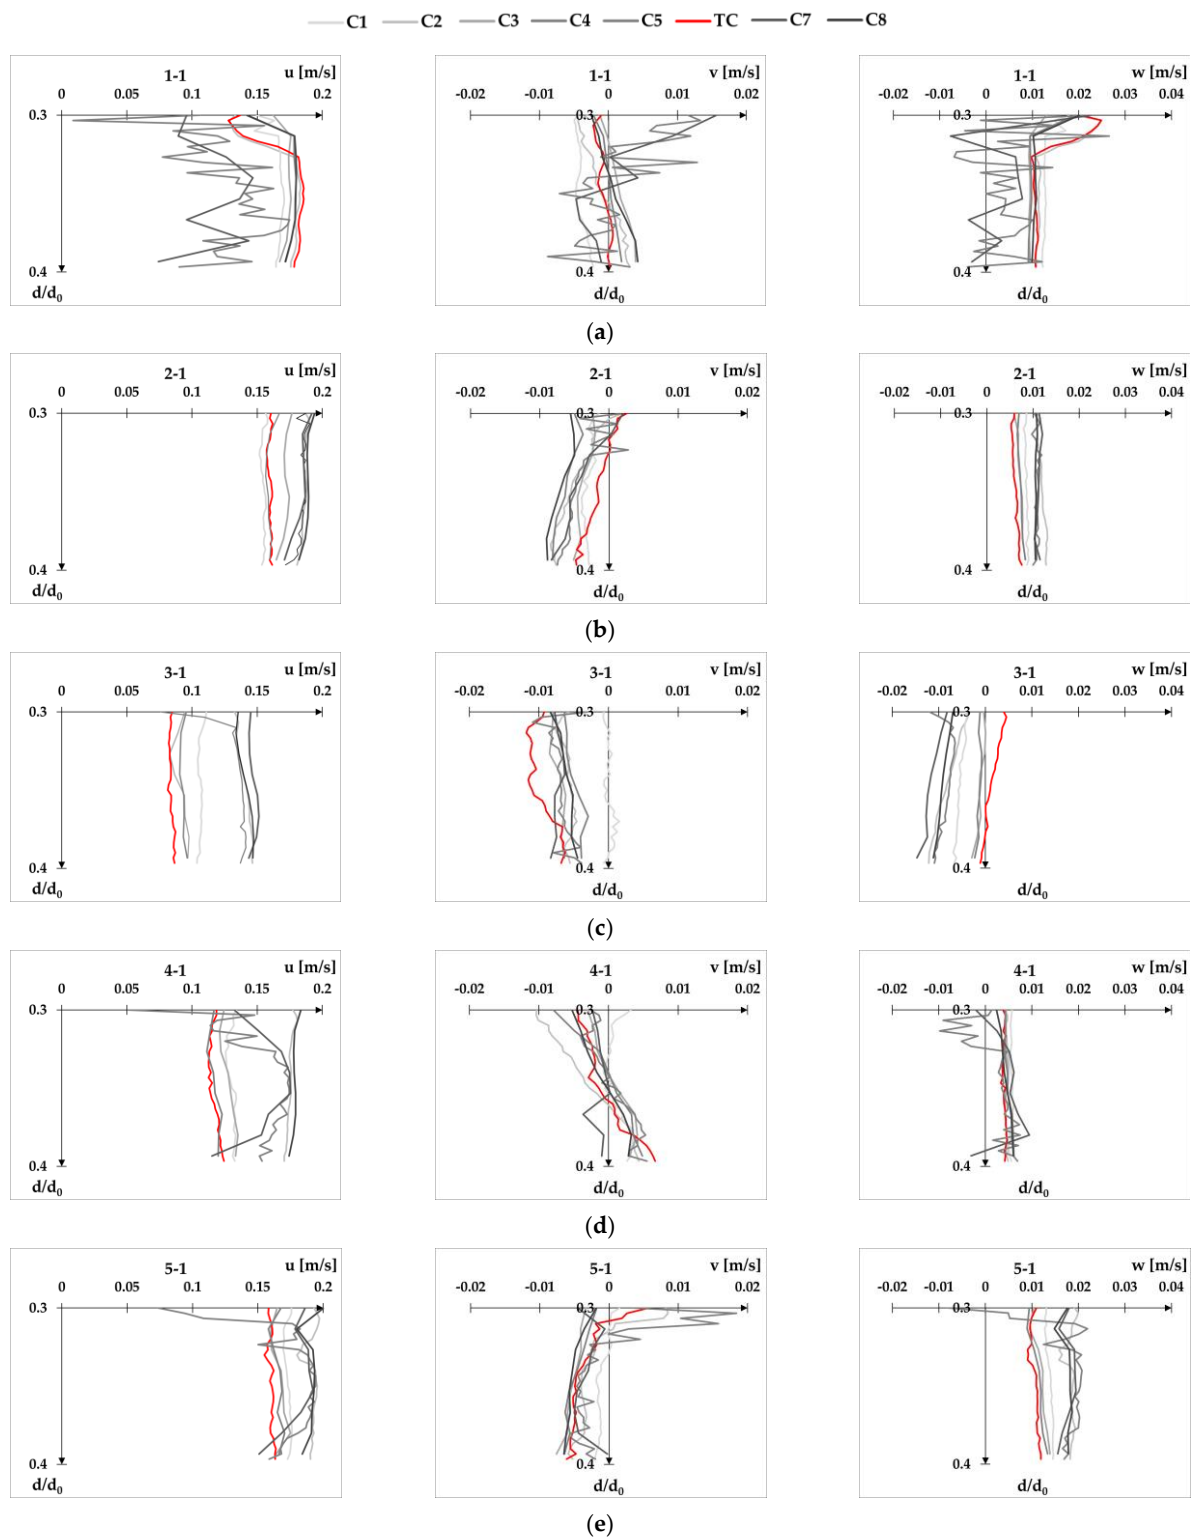 C1 C2 C3 C4 C5 TC C7 C8
1-1 u [m/s] 1-1 v [m/s] 1-1 w [m/s]
0 0.05 0.1 0.15 0.2 -0.02 -0.01 0 0.01 0.02 -0.02 -0.01 0 0.01 0.02 0.03 0.04
0.3 0.3 0.3
0.4 0.4 0.4
d/d0 d/d0 d/d0
(a)
2-1 u [m/s] 2-1 v [m/s] 2-1 w [m/s]
0 0.05 0.1 0.15 0.2 -0.02 -0.01 0 0.01 0.02 -0.02 -0.01 0 0.01 0.02 0.03 0.04
0.3 0.3 0.3
0.4 0.4 0.4
d/d0 d/d0 d/d0
(b)
3-1 u [m/s] 3-1 v [m/s] 3-1 w [m/s]
0 0.05 0.1 0.15 0.2 -0.02 -0.01 0 0.01 0.02 -0.02 -0.01 0 0.01 0.02 0.03 0.04
0.3 0.3 0.3
0.4 0.4 0.4
d/d0 d/d0 d/d0
(c)
4-1 u [m/s] 4-1 v [m/s] 4-1 w [m/s]
0 0.05 0.1 0.15 0.2 -0.02 -0.01 0 0.01 0.02 -0.02 -0.01 0 0.01 0.02 0.03 0.04
0.3 0.3 0.3
0.4 0.4 0.4
d/d0 d/d0 d/d0
(d)
5-1 u [m/s] 5-1 v [m/s] 5-1 w [m/s]
0 0.05 0.1 0.15 0.2 -0.02 -0.01 0 0.01 0.02 -0.02 -0.01 0 0.01 0.02 0.03 0.04
0.3 0.3 0.3
0.4 0.4 0.4
d/d0 d/d0 d/d0
(e)